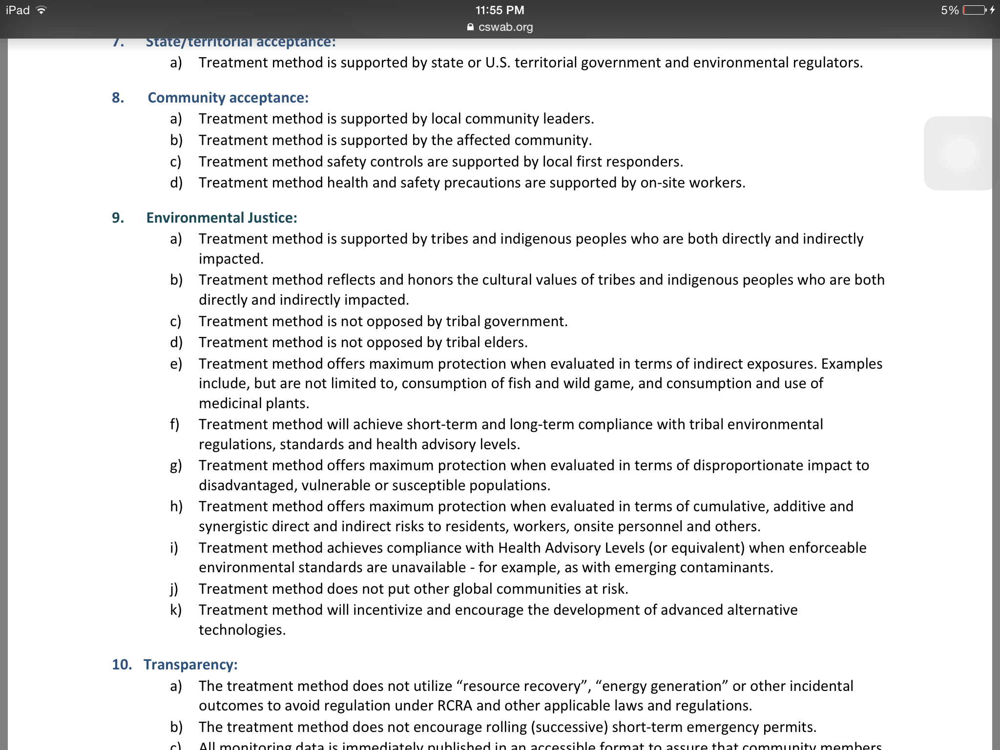 iPad 11:55 PM 5%
cswab.org
7. State/territorial acceptance:
a) Treatment method is supported by state or U.S. territorial government and environmental regulators.
8. Community acceptance:
a) Treatment method is supported by local community leaders.
b) Treatment method is supported by the affected community.
c) Treatment method safety controls are supported by local first responders.
d) Treatment method health and safety precautions are supported by on-site workers.
9. Environmental Justice:
a) Treatment method is supported by tribes and indigenous peoples who are both directly and indirectly
impacted.
b) Treatment method reflects and honors the cultural values of tribes and indigenous peoples who are both
directly and indirectly impacted.
c) Treatment method is not opposed by tribal government.
d) Treatment method is not opposed by tribal elders.
e) Treatment method offers maximum protection when evaluated in terms of indirect exposures. Examples
include, but are not limited to, consumption of fish and wild game, and consumption and use of
medicinal plants.
f) Treatment method will achieve short-term and long-term compliance with tribal environmental
regulations, standards and health advisory levels.
g) Treatment method offers maximum protection when evaluated in terms of disproportionate impact to
disadvantaged, vulnerable or susceptible populations.
h) Treatment method offers maximum protection when evaluated in terms of cumulative, additive and
synergistic direct and indirect risks to residents, workers, onsite personnel and others.
i) Treatment method achieves compliance with Health Advisory Levels (or equivalent) when enforceable
environmental standards are unavailable - for example, as with emerging contaminants.
j) Treatment method does not put other global communities at risk.
k) Treatment method will incentivize and encourage the development of advanced alternative
technologies.
10. Transparency:
a) The treatment method does not utilize “resource recovery”, “energy generation” or other incidental
outcomes to avoid regulation under RCRA and other applicable laws and regulations.
b) The treatment method does not encourage rolling (successive) short-term emergency permits.
c) All monitoring data is immediately published in an accessible format to assure that community members